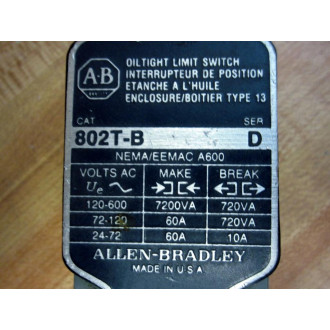 A-B
OILTIGHT LIMIT SWITCH
INTERRUPTEUR DE POSITION
ETANCHE A L'HUILE
ENCLOSURE/BOITIER TYPE 13
CAT SER
802T-B D
NEMA/EEMAC A600
VOLTS AC MAKE BREAK
Ue
120-600 7200VA 720VA
72-120 60A 720VA
24-72 60A 10A
ALLEN-BRADLEY
MADE IN U S A